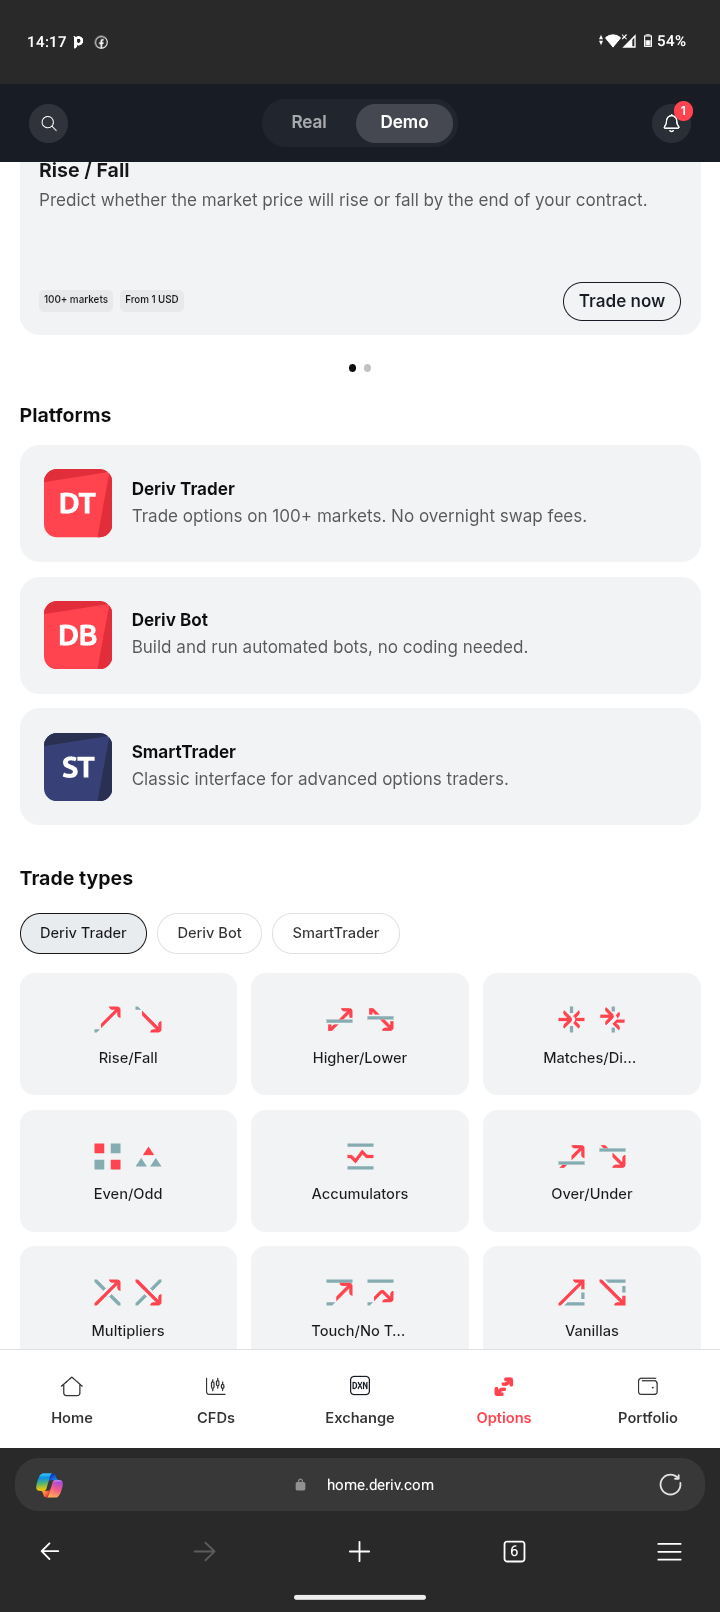 14:17
54%
Real
Demo
1
Rise / Fall
Predict whether the market price will rise or fall by the end of your contract.
100+ markets
From 1 USD
Trade now
Platforms
DT
Deriv Trader
Trade options on 100+ markets. No overnight swap fees.
DB
Deriv Bot
Build and run automated bots, no coding needed.
ST
SmartTrader
Classic interface for advanced options traders.
Trade types
Deriv Trader
Deriv Bot
SmartTrader
Rise/Fall
Higher/Lower
Matches/Di...
Even/Odd
Accumulators
Over/Under
Multipliers
Touch/No T...
Vanillas
DXN
Home
CFDs
Exchange
Options
Portfolio
home.deriv.com
6